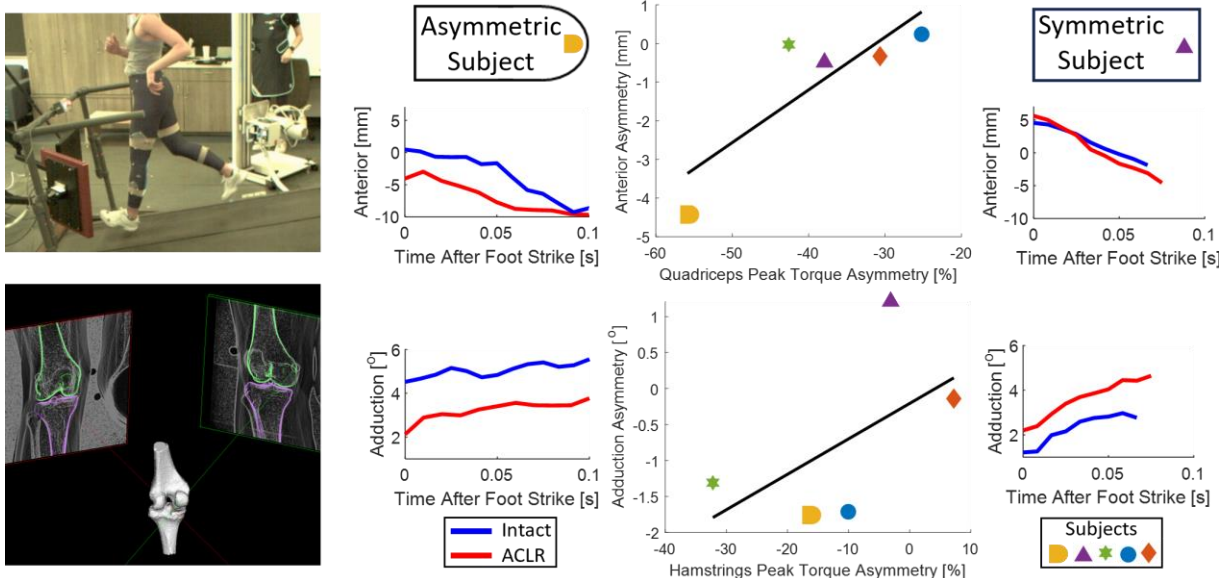 Asymmetric
Subject
Anterior [mm]
5
0
-5
-10
0
0.05
0.1
Time After Foot Strike [s]
Anterior Asymmetry [mm]
1
0
-1
-2
-3
-4
-5
-60
-50
-40
-30
-20
Quadriceps Peak Torque Asymmetry [%]
Symmetric
Subject
Anterior [mm]
5
0
-5
-10
0
0.05
0.1
Time After Foot Strike [s]
Adduction [°]
6
4
2
0
0.05
0.1
Time After Foot Strike [s]
Intact
ACLR
Adduction Asymmetry [°]
1
0.5
0
-0.5
-1
-1.5
-2
-40
-30
-20
-10
0
10
Hamstrings Peak Torque Asymmetry [%]
Adduction [°]
6
4
2
0
0.05
0.1
Time After Foot Strike [s]
Subjects